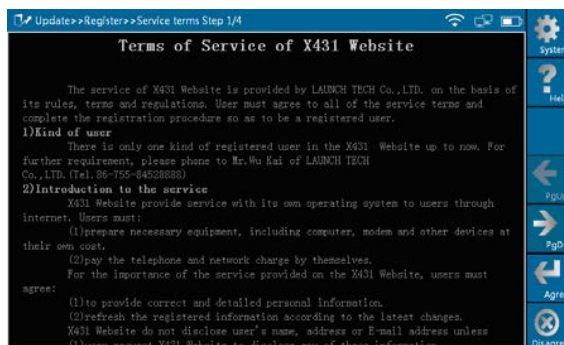 Update>>Register>>Service terms Step 1/4
Terms of Service of X431 Website
The service of X431 Website is provided by LAUNCH TECH Co.,LTD. on the basis of
its rules, terms and regulations. User must agree to all of the service terms and
complete the registration procedure so as to be a registered user.
1)Kind of user
There is only one kind of registered user in the X431 Website up to now. For
further requirement, please phone to Mr.Wu Kai of LAUNCH TECH
Co.,LTD.(Tel.86-755-84528888)
2)Introduction to the service
X431 Website provide service with its own operating system to users through
internet. Users must:
(1)prepare necessary equipment, including computer, modem and other devices at
their own cost.
(2)pay the telephone and network charge by themselves.
For the importance of the service provided on the X431 Website, users must
agree:
(1)to provide correct and detailed personal information.
(2)refresh the registered information according to the latest changes.
X431 Website do not disclose user's name, address or E-mail address unless
System
Hel
PgU
PgD
Agre
Disagree